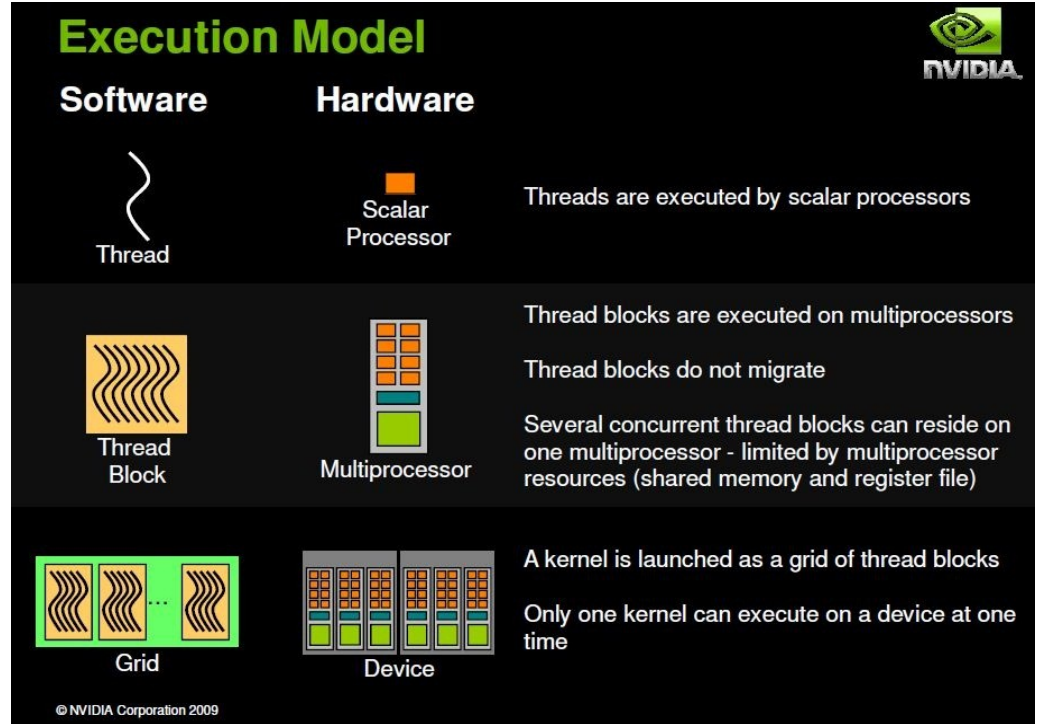 Execution Model
nVIDIA.
Software
Hardware
Thread
Scalar
Processor
Threads are executed by scalar processors
Thread
Block
Multiprocessor
Thread blocks are executed on multiprocessors
Thread blocks do not migrate
Several concurrent thread blocks can reside on
one multiprocessor - limited by multiprocessor
resources (shared memory and register file)
...
Grid
Device
A kernel is launched as a grid of thread blocks
Only one kernel can execute on a device at one
time
© NVIDIA Corporation 2009